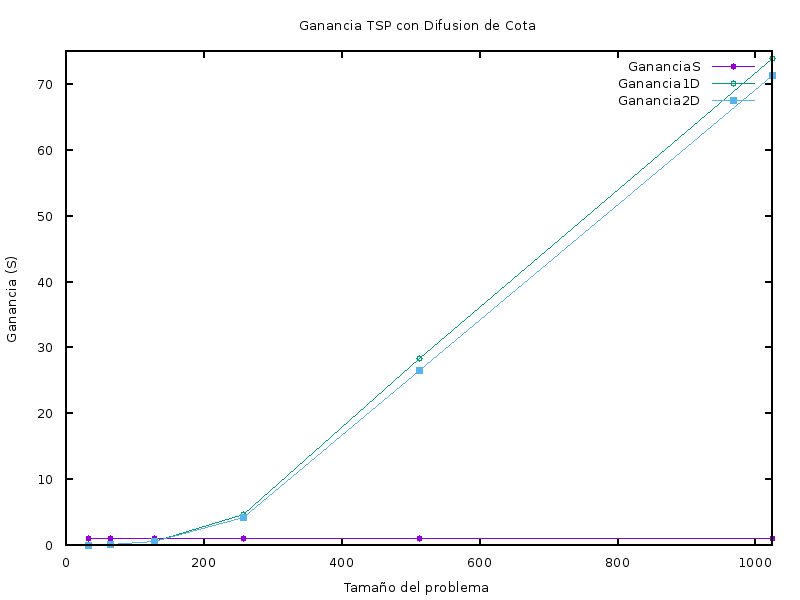 Ganancia TSP con Difusion de Cota
GananciaS
Ganancia1D
Ganancia2D
70
60
50
40
30
20
10
0
Ganancia (S)
0 200 400 600 800 1000
Tamaño del problema